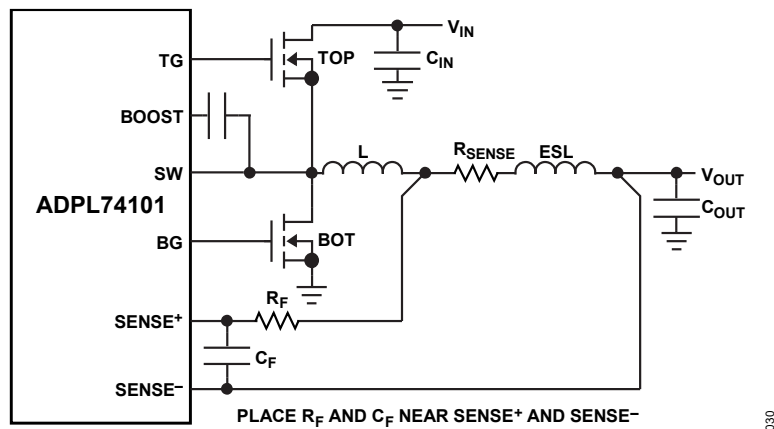 V_IN
TG
TOP
C_IN
BOOST
L
R_SENSE
ESL
SW
V_OUT
ADPL74101
C_OUT
BG
BOT
R_F
SENSE⁺
C_F
SENSE⁻
PLACE R_F AND C_F NEAR SENSE⁺ AND SENSE⁻
030